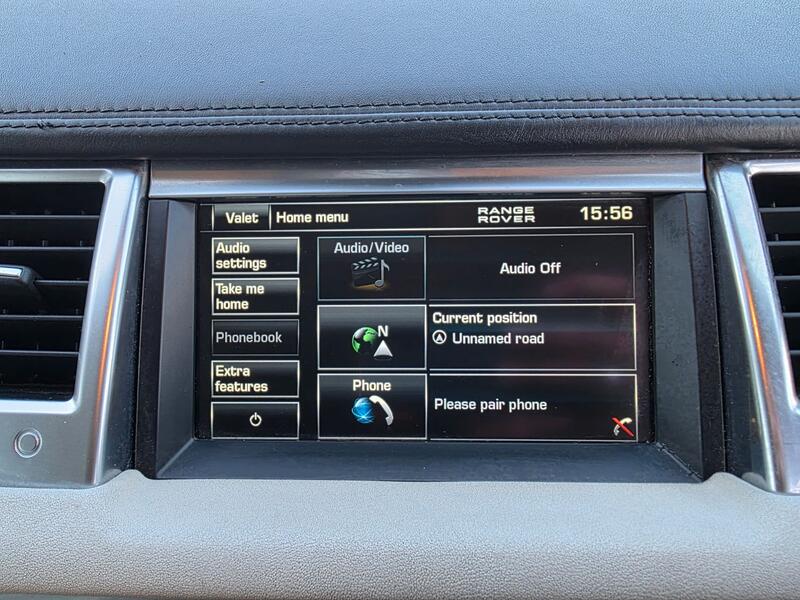 Valet
Home menu
RANGE
ROVER
15:56
Audio
settings
Audio/Video
Audio Off
Take me
home
Current position
N
Unnamed road
Phonebook
Extra
features
Phone
Please pair phone